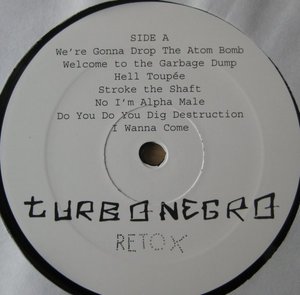 SIDE A
We're Gonna Drop The Atom Bomb
Welcome to the Garbage Dump
Hell Toupée
Stroke the Shaft
No I'm Alpha Male
Do You Do You Dig Destruction
I Wanna Come
tURBONEGRO
RETOX